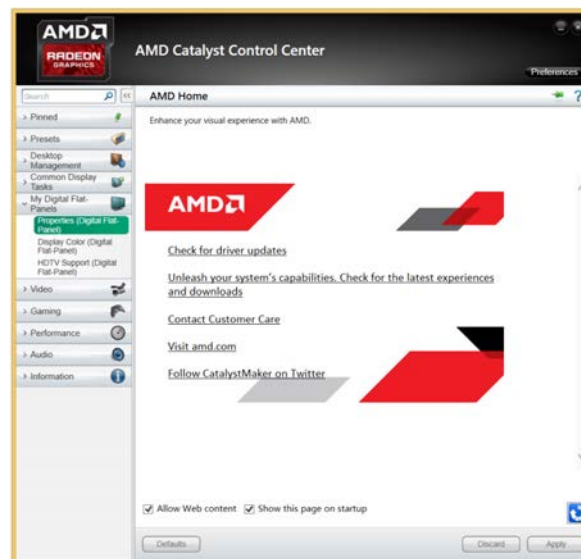 AMD
RADEON
GRAPHICS
AMD Catalyst Control Center
Preferences
Search
<<
AMD Home
?
Pinned
Presets
Desktop
Management
Common Display
Tasks
My Digital Flat-
Panels
Properties (Digital Flat-
Panel)
Display Color (Digital
Flat-Panel)
HDTV Support (Digital
Flat-Panel)
Video
Gaming
Performance
Audio
Information
Enhance your visual experience with AMD.
AMD
Check for driver updates
Unleash your system's capabilities. Check for the latest experiences
and downloads
Contact Customer Care
Visit amd.com
Follow CatalystMaker on Twitter
Allow Web content
Show this page on startup
Defaults
Discard
Apply